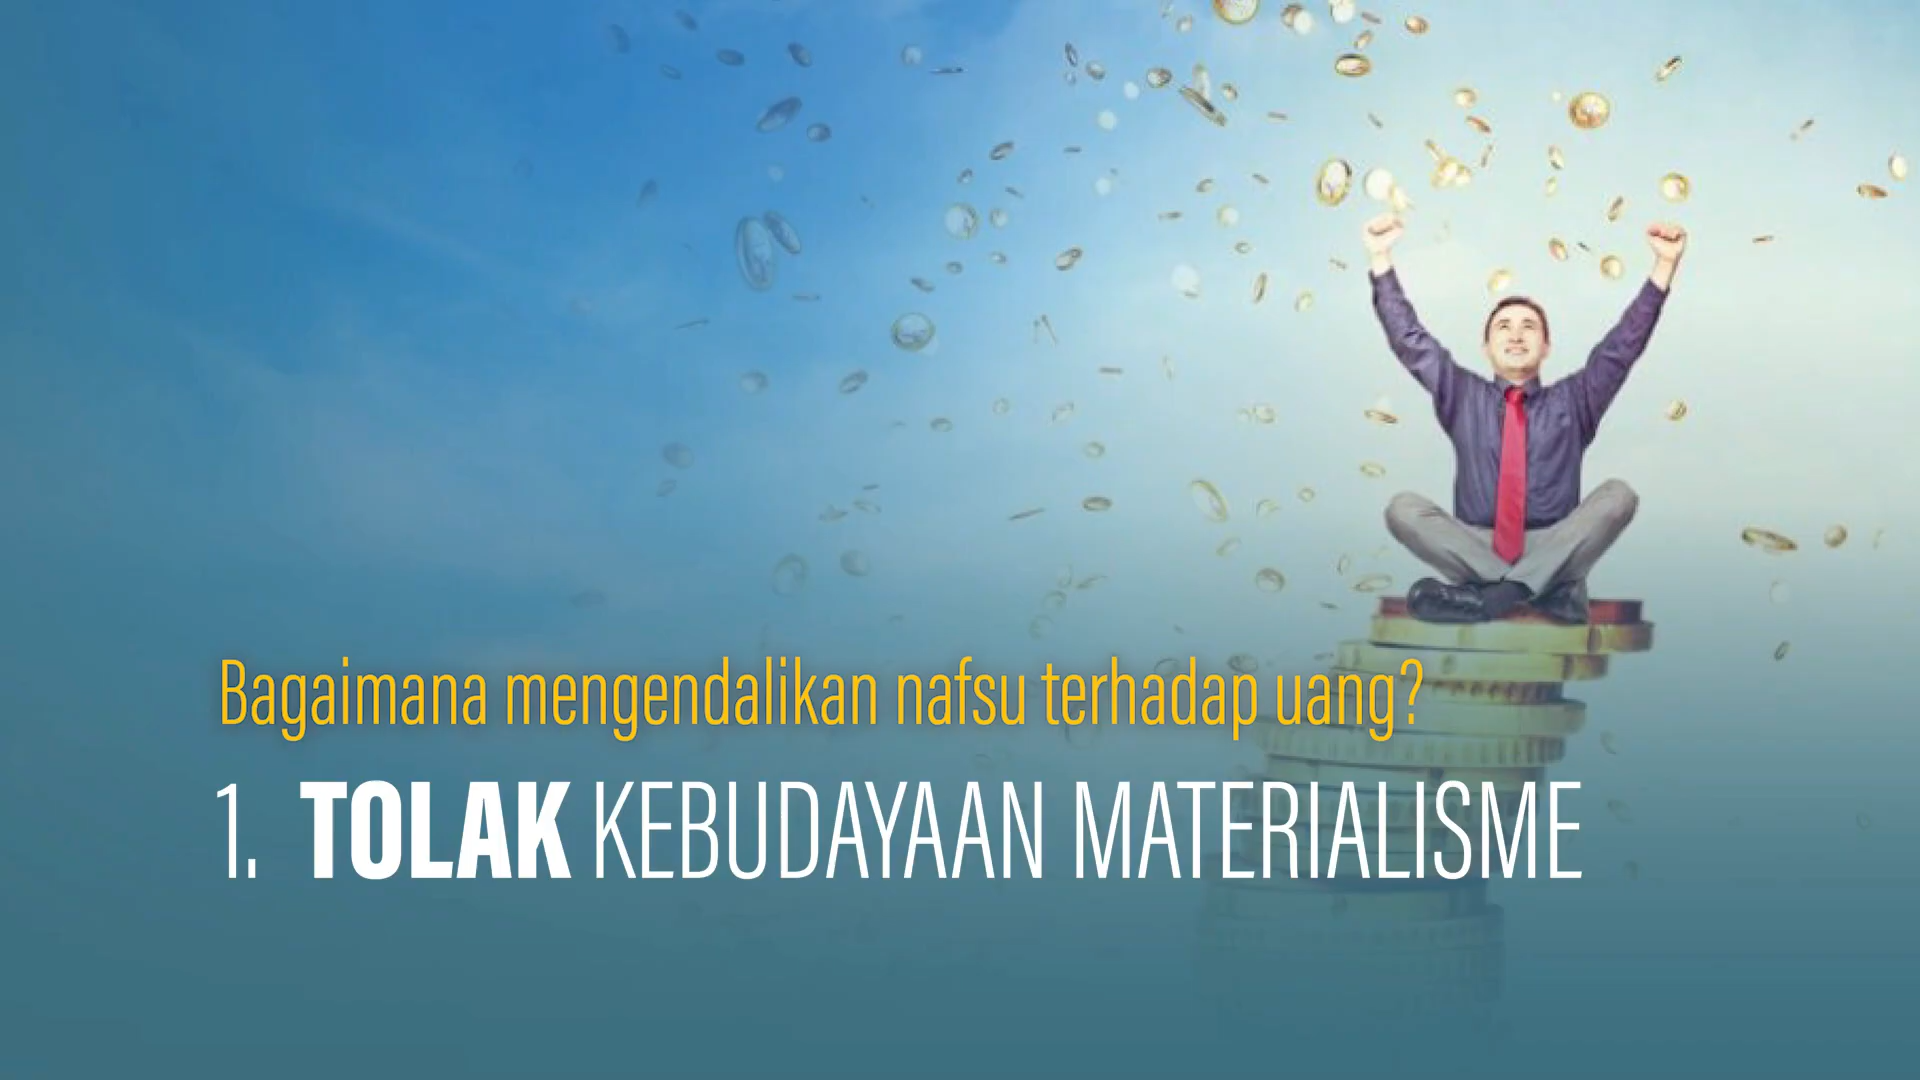 Bagaimana mengendalikan nafsu terhadap uang?
1. TOLAK KEBUDAYAAN MATERIALISME